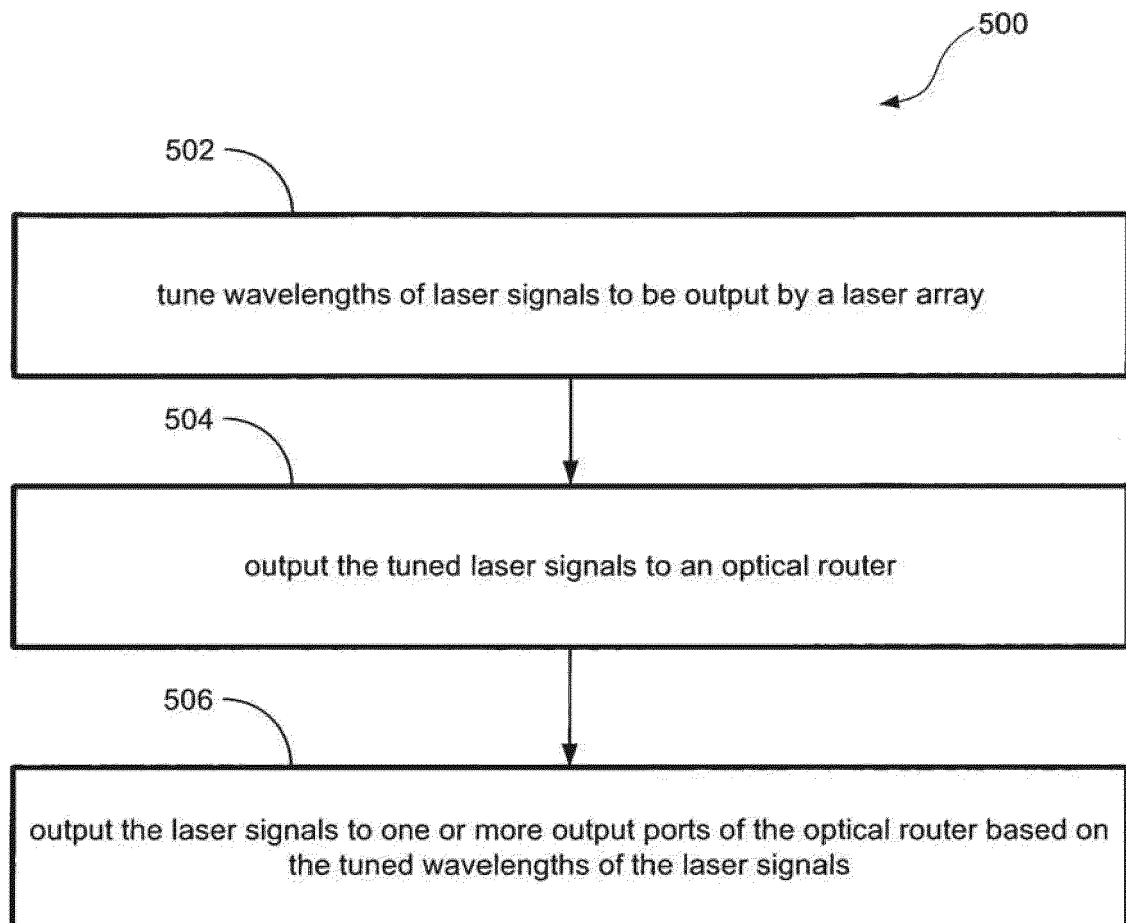 500
502
tune wavelengths of laser signals to be output by a laser array
504
output the tuned laser signals to an optical router
506
output the laser signals to one or more output ports of the optical router based on
the tuned wavelengths of the laser signals